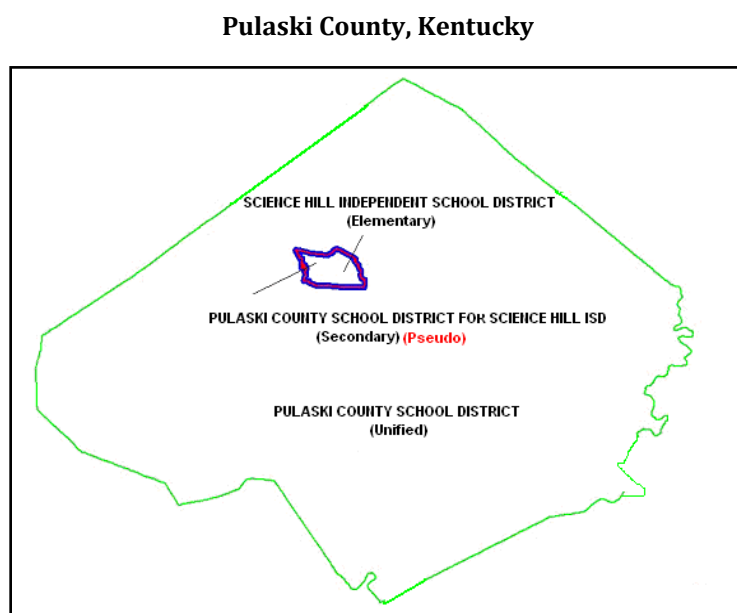 Pulaski County, Kentucky
SCIENCE HILL INDEPENDENT SCHOOL DISTRICT
(Elementary)
PULASKI COUNTY SCHOOL DISTRICT FOR SCIENCE HILL ISD
(Secondary) (Pseudo)
PULASKI COUNTY SCHOOL DISTRICT
(Unified)